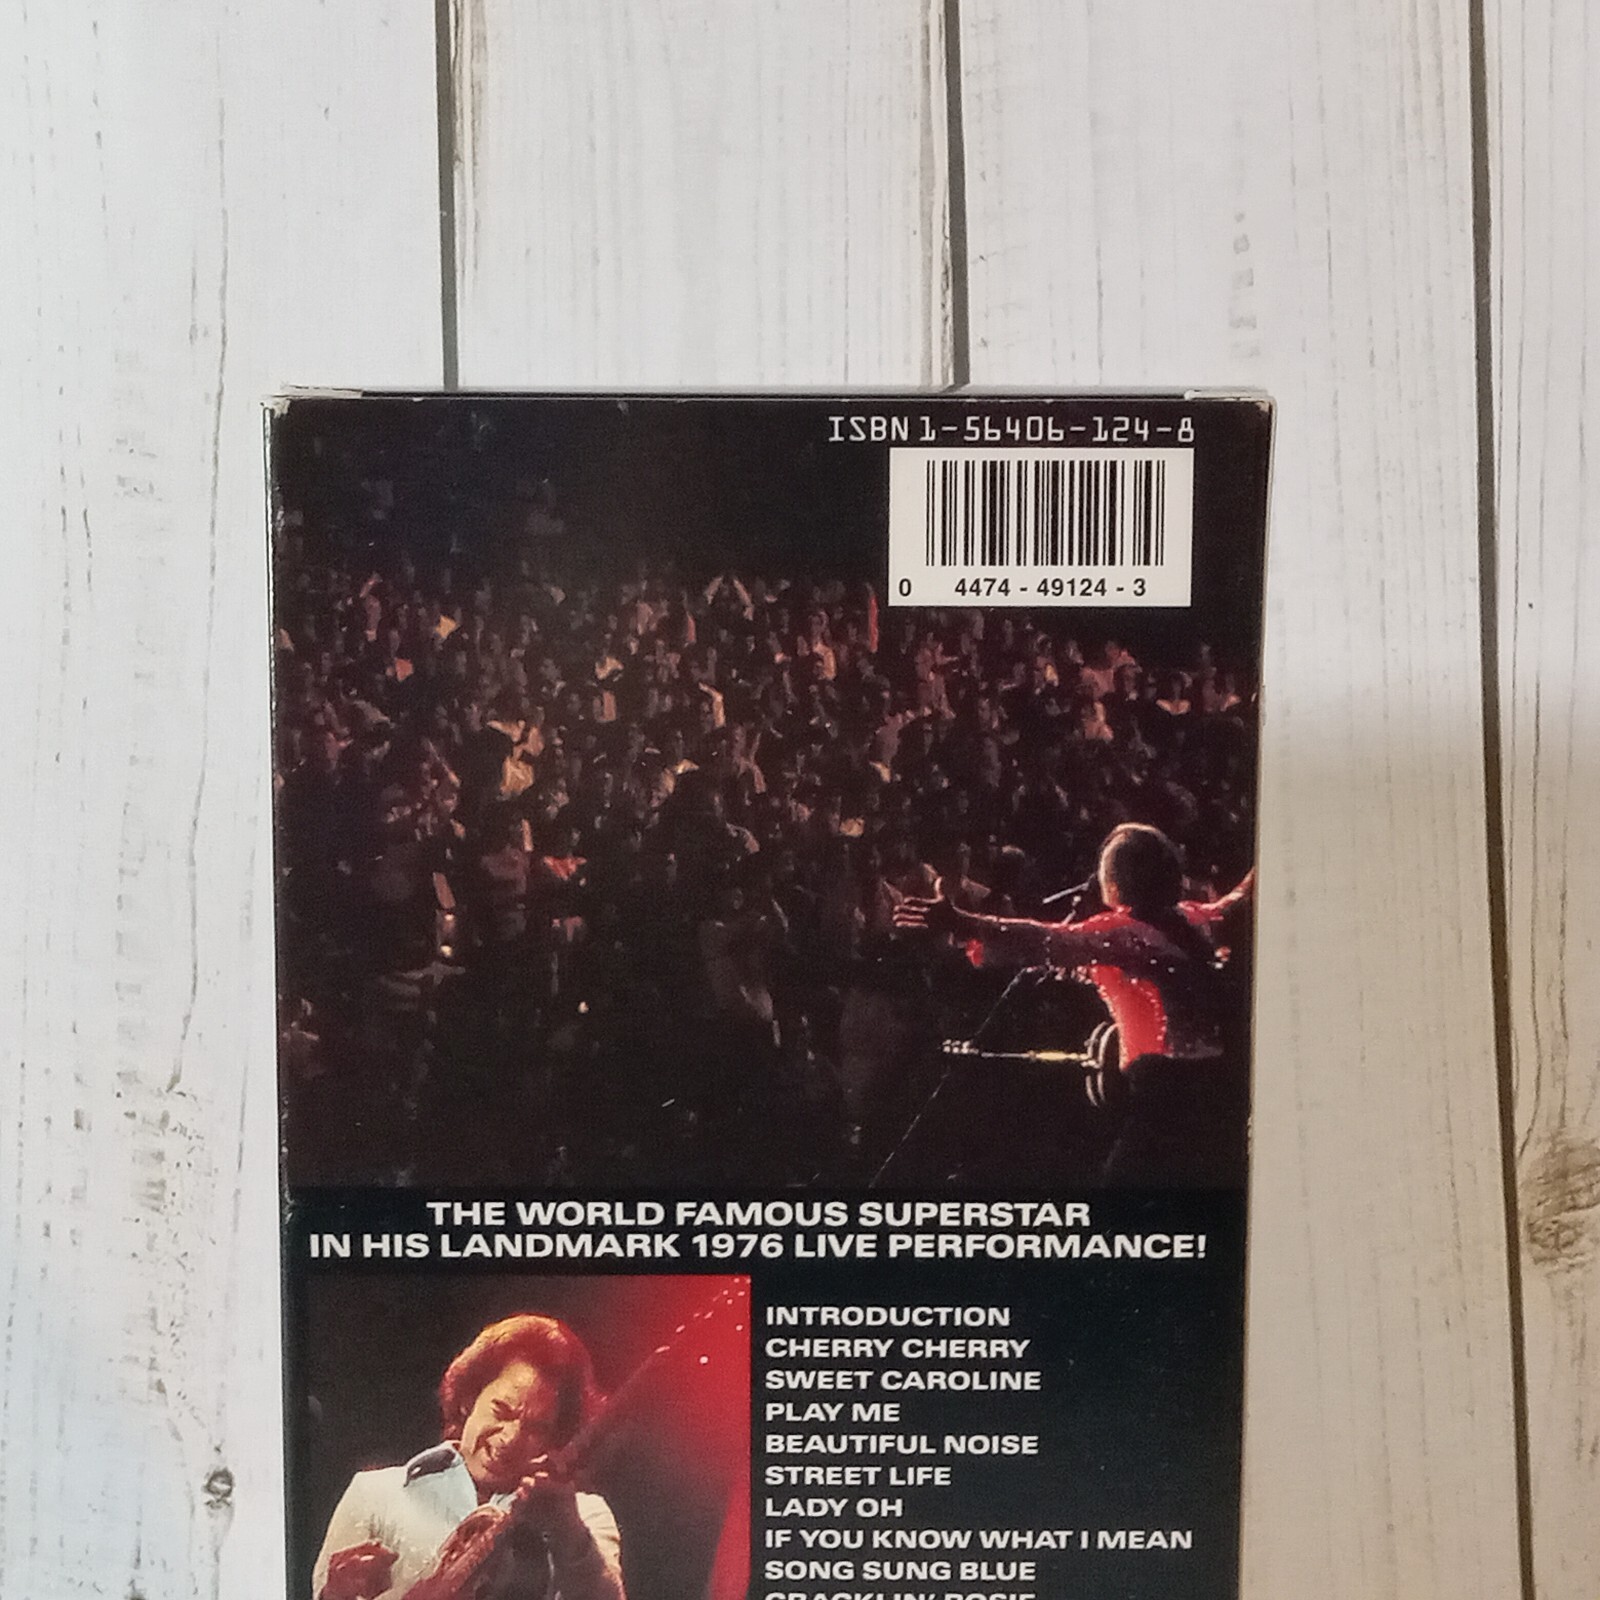 ISBN 1-56406-124-8
0 4474 - 49124 - 3
THE WORLD FAMOUS SUPERSTAR
IN HIS LANDMARK 1976 LIVE PERFORMANCE!
INTRODUCTION
CHERRY CHERRY
SWEET CAROLINE
PLAY ME
BEAUTIFUL NOISE
STREET LIFE
LADY OH
IF YOU KNOW WHAT I MEAN
SONG SUNG BLUE
CRACKLIN' ROSIE